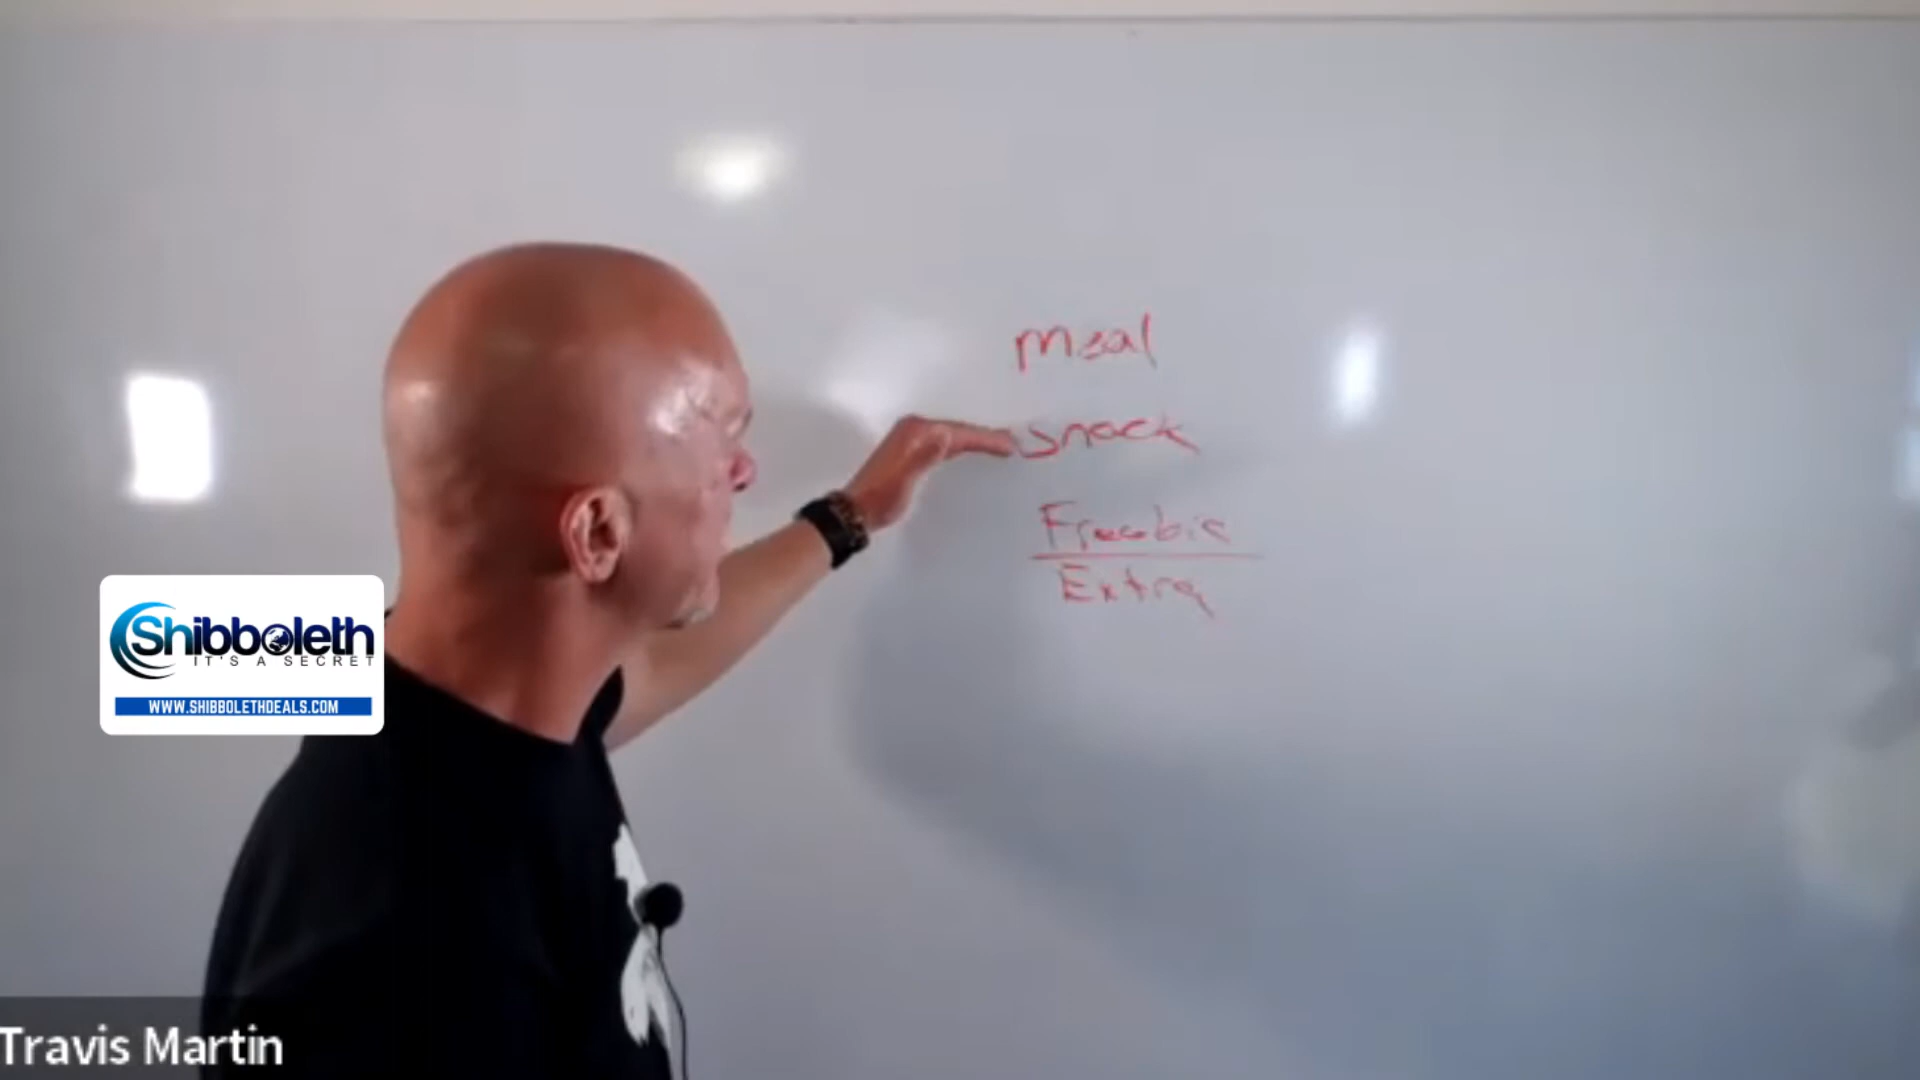 meal
snack
Freebie
Extra
Shibboleth
IT'S A SECRET
WWW.SHIBBOLETHDEALS.COM
Travis Martin